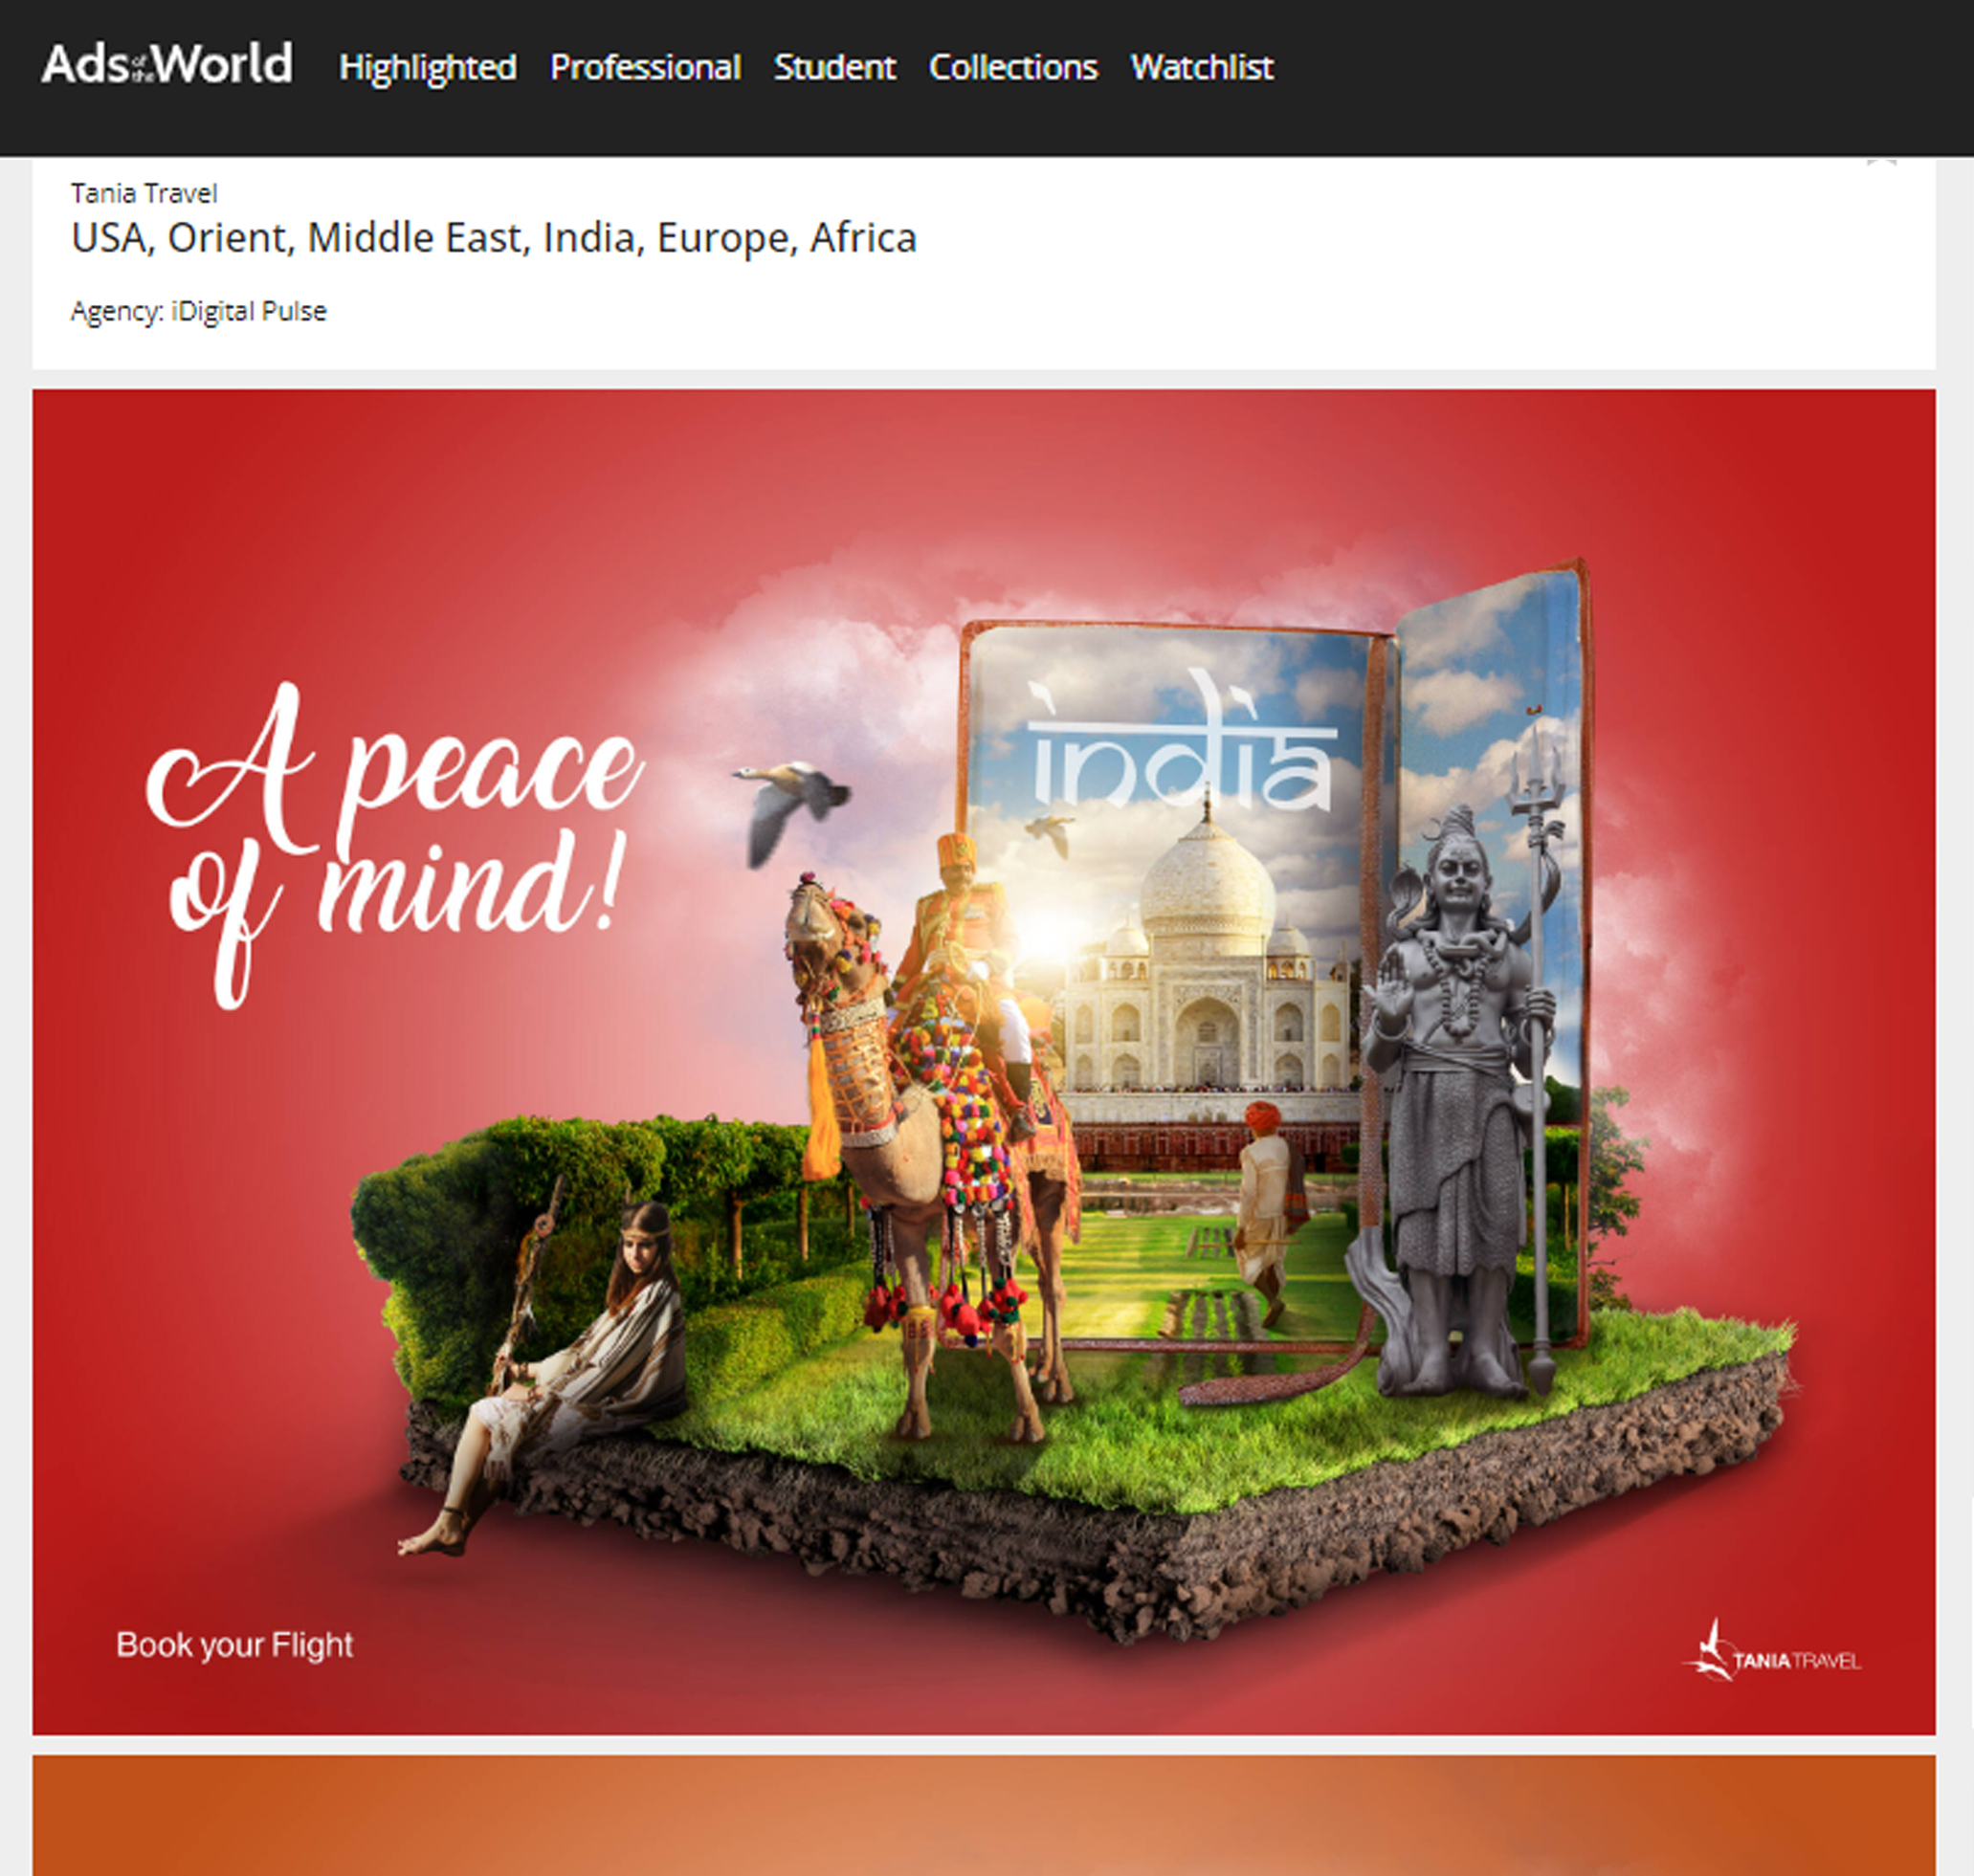 Ads of the World Highlighted Professional Student Collections Watchlist
Tania Travel
USA, Orient, Middle East, India, Europe, Africa
Agency: iDigital Pulse
A peace
of mind!
india
Book your Flight
TANIA TRAVEL